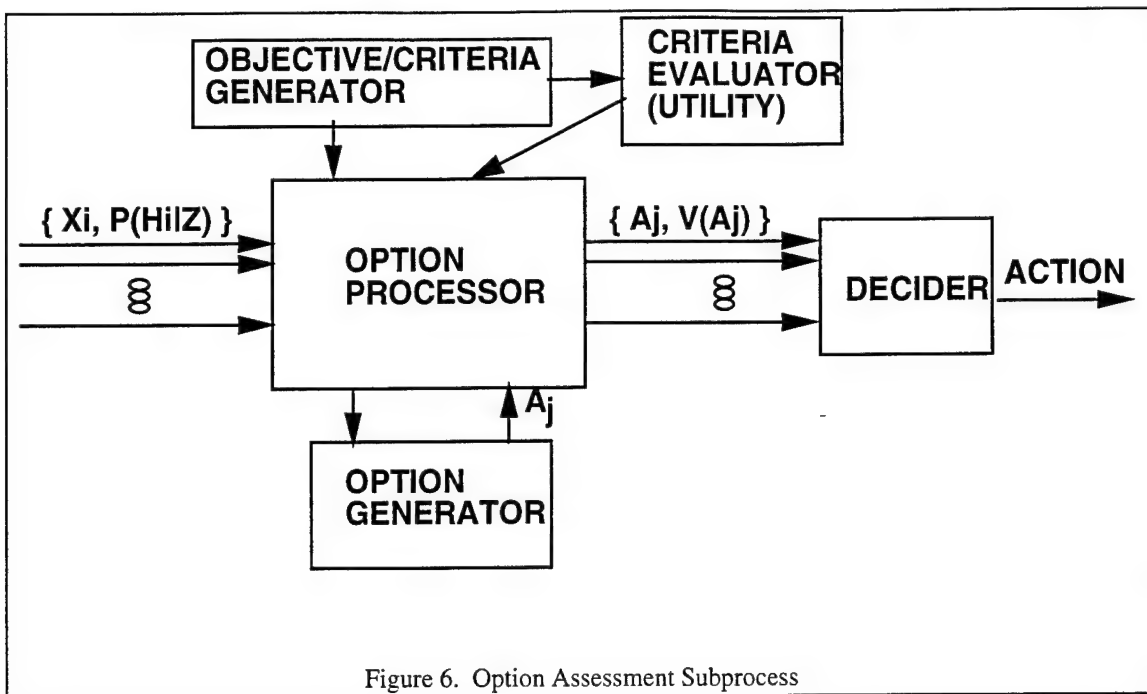 OBJECTIVE/CRITERIA
GENERATOR
CRITERIA
EVALUATOR
(UTILITY)
{ Xi, P(Hi|Z) }
OPTION
PROCESSOR
{ Aj, V(Aj) }
DECIDER
ACTION
Aj
OPTION
GENERATOR
Figure 6. Option Assessment Subprocess